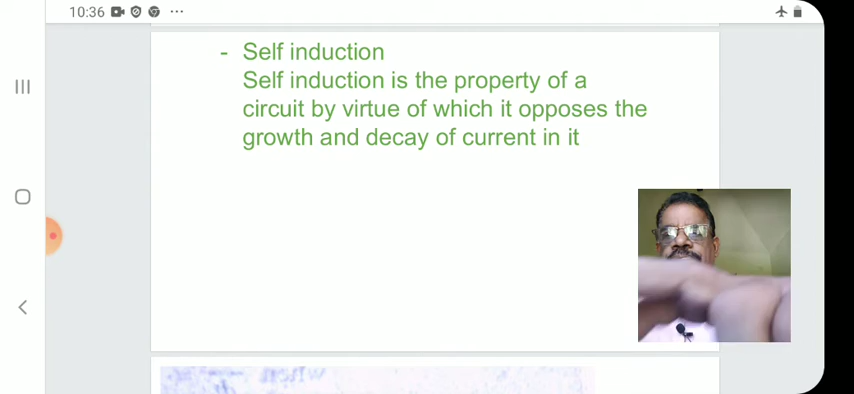 10:36
- Self induction
Self induction is the property of a
circuit by virtue of which it opposes the
growth and decay of current in it